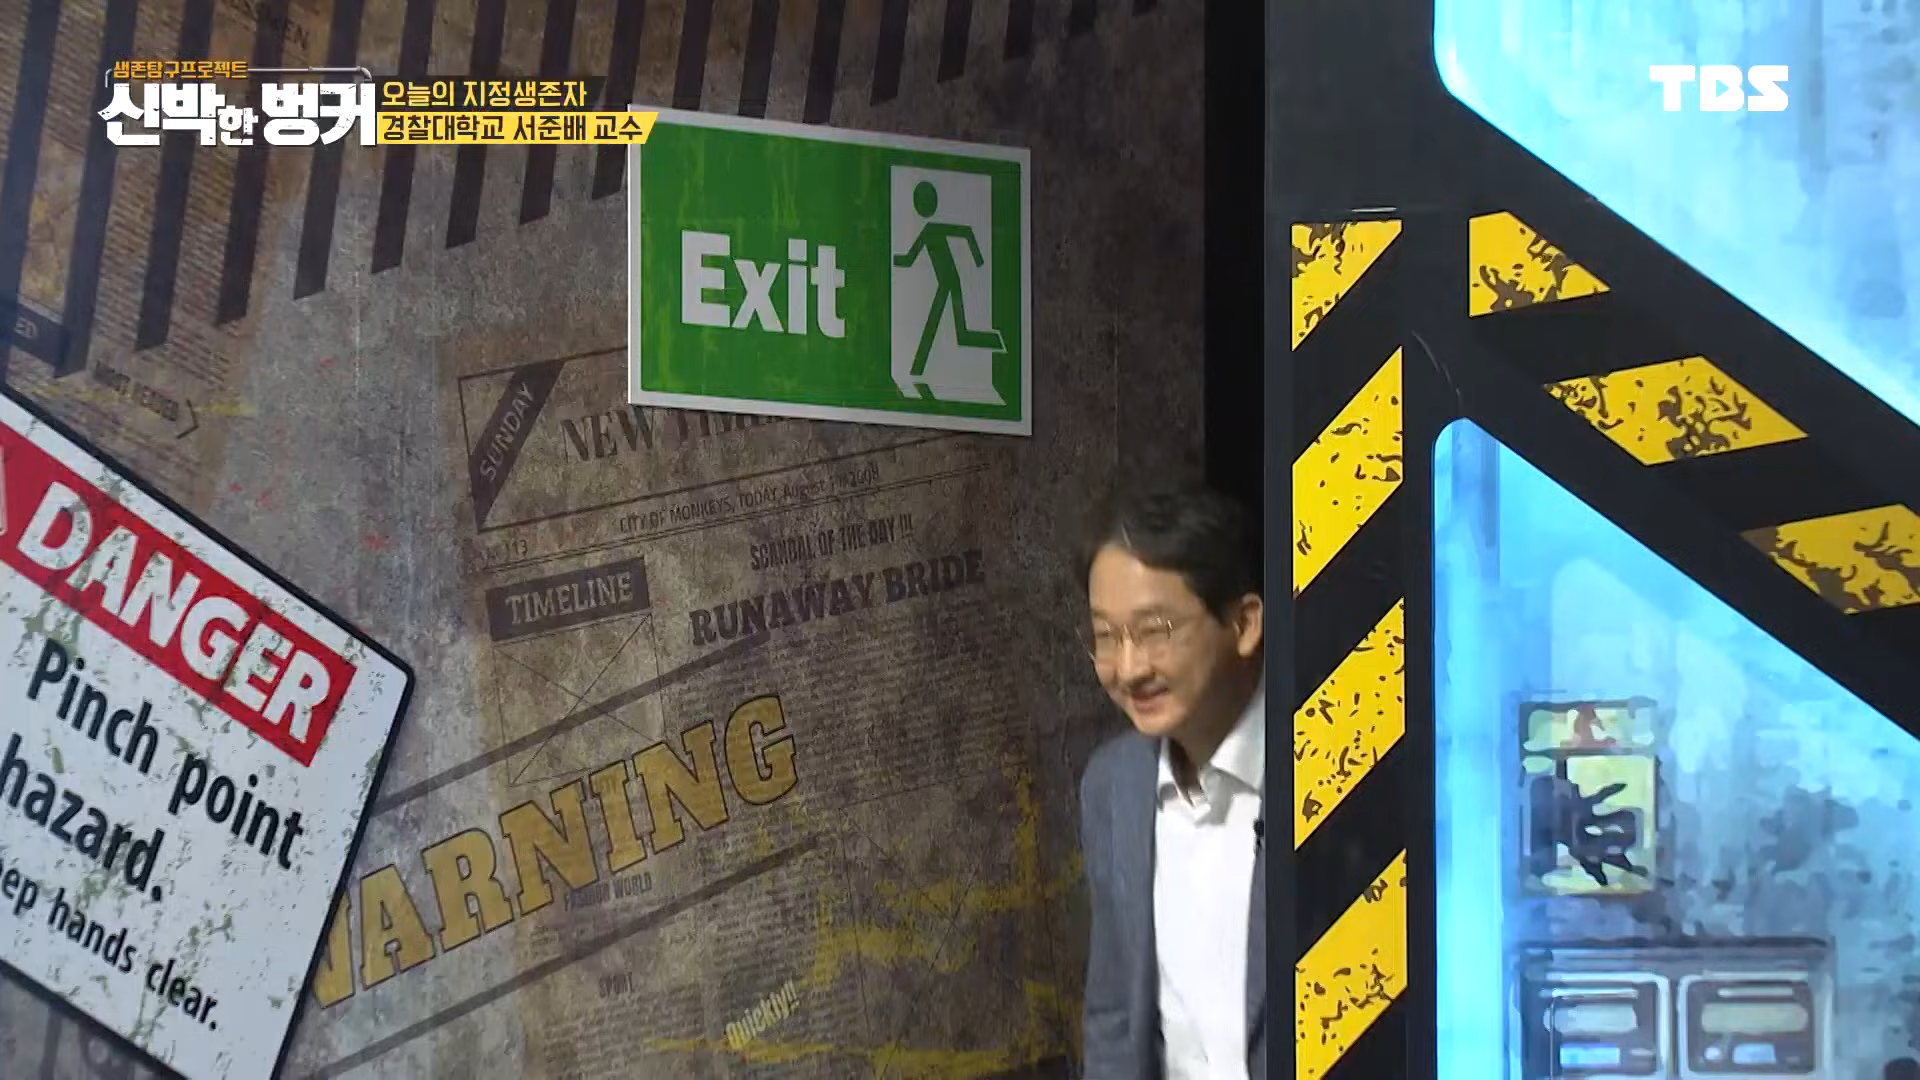 생존탐구프로젝트
신박한 벙커
오늘의 지정생존자
경찰대학교 서준배 교수
TBS
Exit
SUNDAY
NEW
CITY OF MONKEYS, TODAY August
SCANDAL OF THE DAY !!!
TIMELINE
RUNAWAY BRIDE
DANGER
Pinch point
hazard.
hands clear.
WARNING
FASHION WORLD
SPORT
Quickly!!